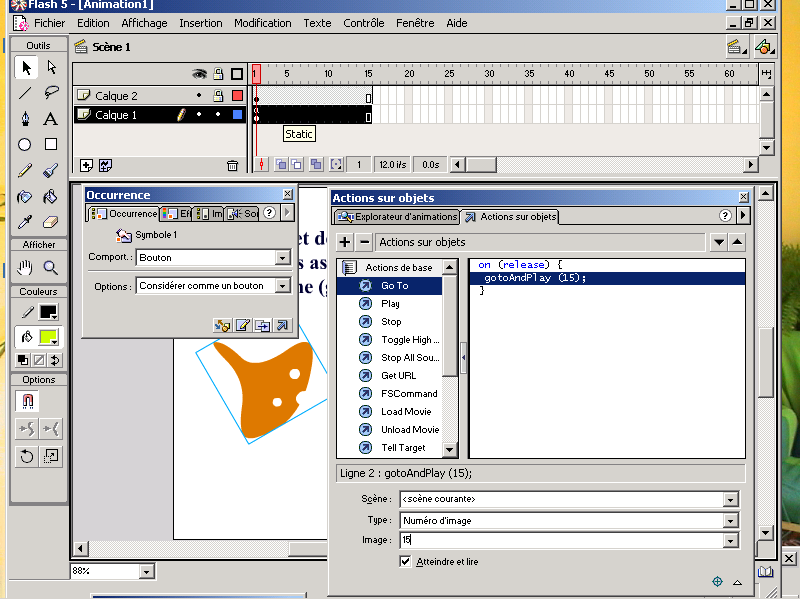 Flash 5 - [Animation1]
Fichier Edition Affichage Insertion Modification Texte Contrôle Fenêtre Aide
Outils
Scène 1
1 5 10 15 20 25 30 35 40 45 50 55 60
Calque 2
Calque 1
Static
1 12.0 i/s 0.0s
Afficher
Couleurs
Options
Occurrence
Occurrence Ef Im So
Symbole 1
Comport. : Bouton
Options : Considérer comme un bouton
et de
s as
ne (g
Actions sur objets
Explorateur d'animations Actions sur objets
Actions sur objets
Actions de base
Go To
Play
Stop
Toggle High ...
Stop All Sou...
Get URL
FSCommand
Load Movie
Unload Movie
Tell Target
on (release) {
gotoAndPlay (15);
}
Ligne 2 : gotoAndPlay (15);
Scène : <scène courante>
Type : Numéro d'image
Image : 15
Atteindre et lire
88%